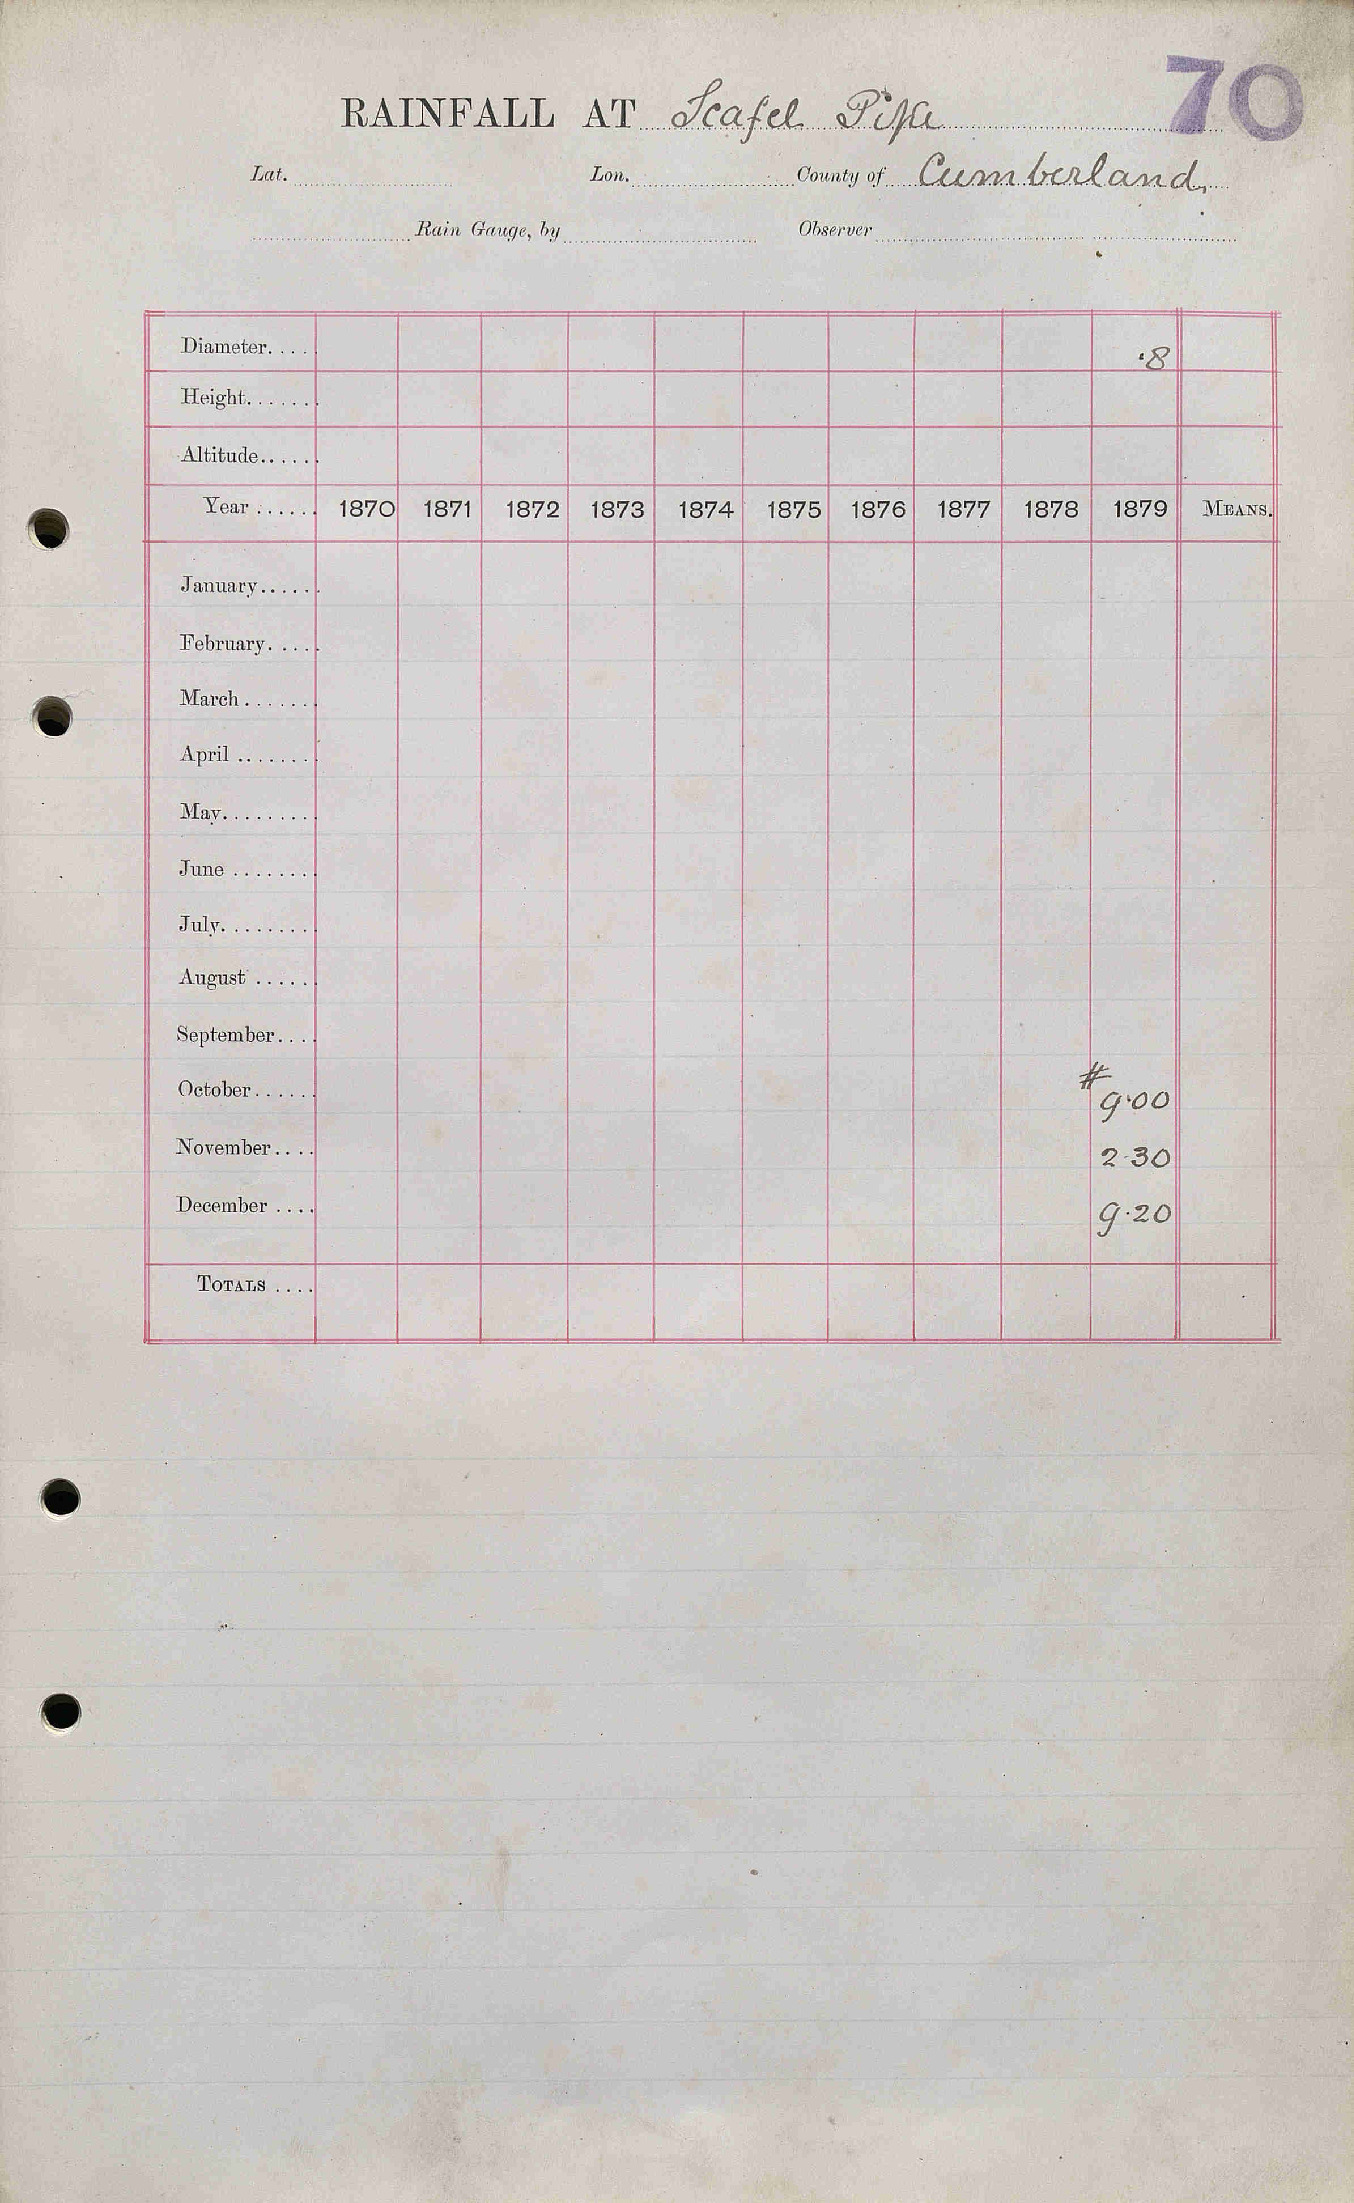 70
RAINFALL AT Scafel Pike
Lat. Lon. County of Cumberland.
Rain Gauge, by Observer
Diameter.... ·8
Height.......
Altitude......
Year ...... 1870 1871 1872 1873 1874 1875 1876 1877 1878 1879 MEANS.
January......
February.....
March.......
April.......
May.........
June ........
July.........
August......
September....
October...... # 9·00
November.... 2·30
December.... 9·20
TOTALS ....